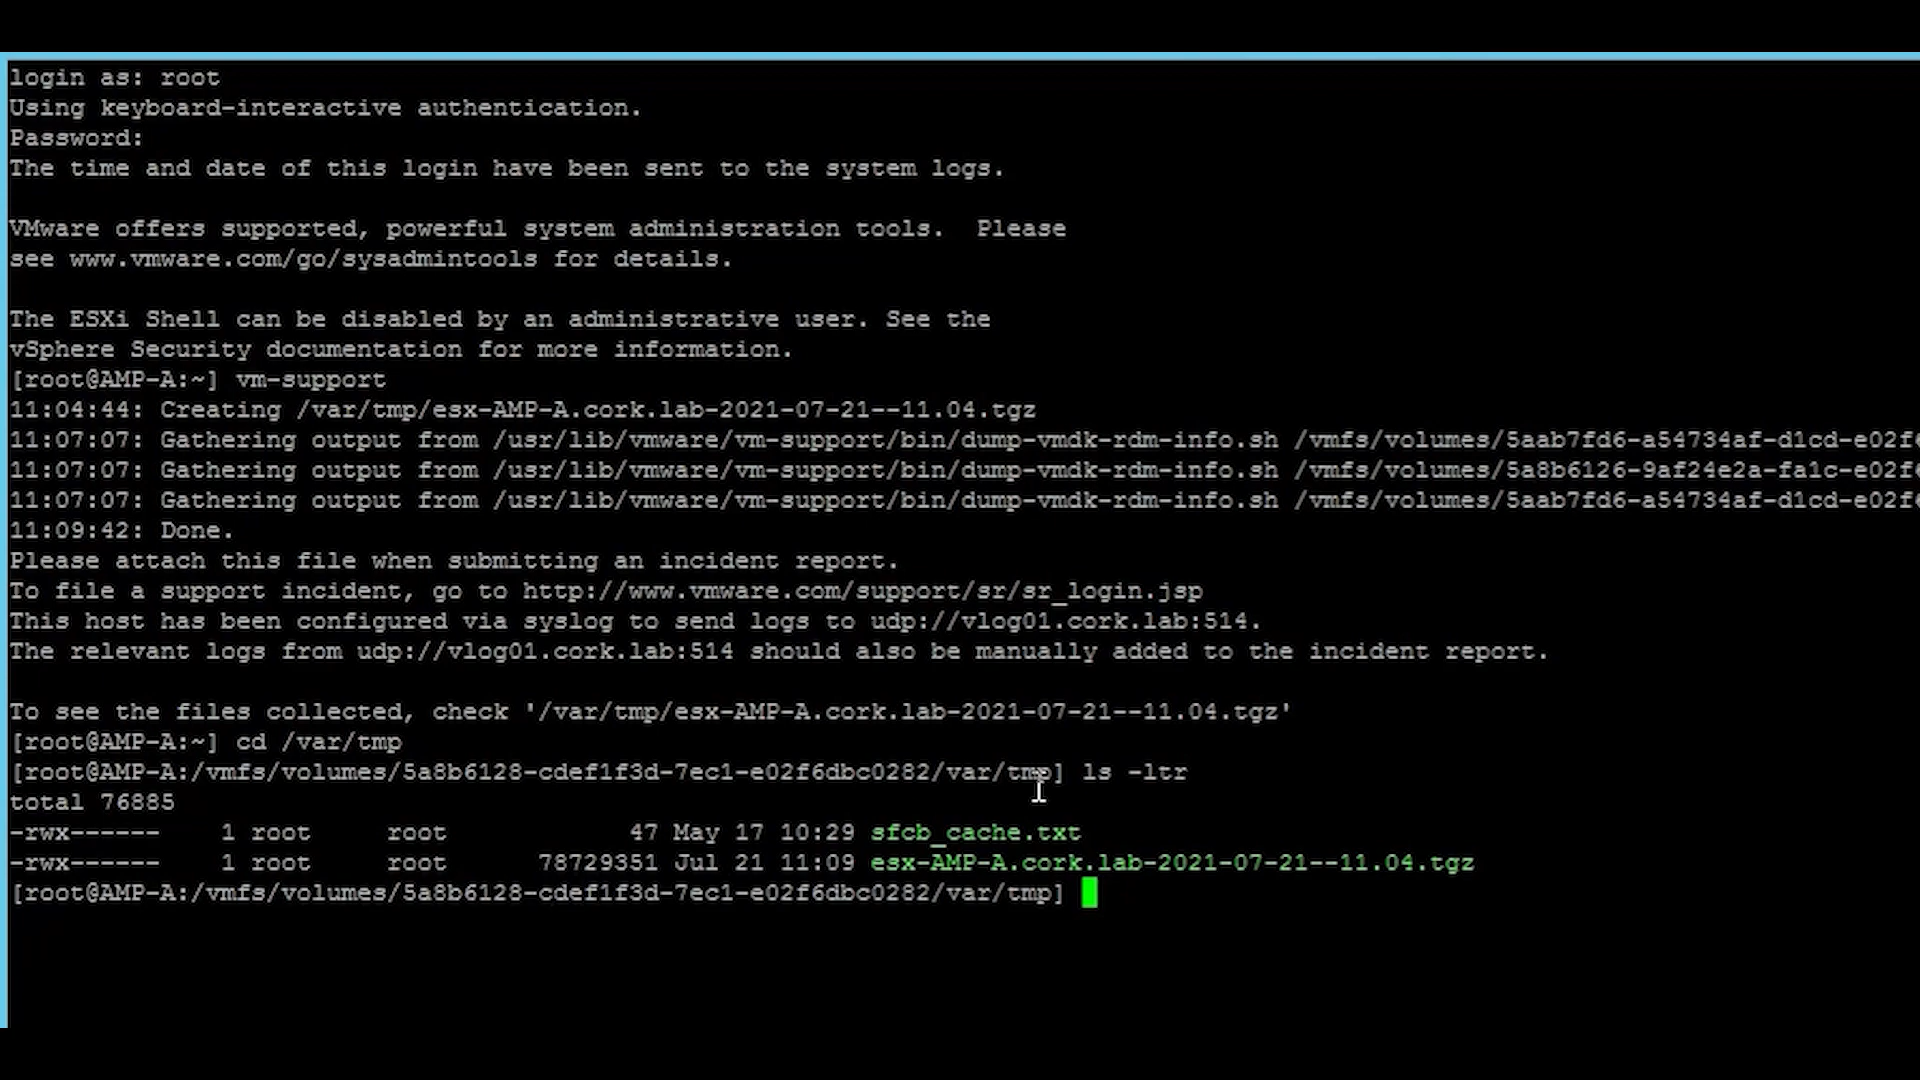 login as: root
Using keyboard-interactive authentication.
Password:
The time and date of this login have been sent to the system logs.
VMware offers supported, powerful system administration tools.  Please
see www.vmware.com/go/sysadmintools for details.
The ESXi Shell can be disabled by an administrative user. See the
vSphere Security documentation for more information.
[root@AMP-A:~] vm-support
11:04:44: Creating /var/tmp/esx-AMP-A.cork.lab-2021-07-21--11.04.tgz
11:07:07: Gathering output from /usr/lib/vmware/vm-support/bin/dump-vmdk-rdm-info.sh /vmfs/volumes/5aab7fd6-a54734af-d1cd-e02f6
11:07:07: Gathering output from /usr/lib/vmware/vm-support/bin/dump-vmdk-rdm-info.sh /vmfs/volumes/5a8b6126-9af24e2a-fa1c-e02f6
11:07:07: Gathering output from /usr/lib/vmware/vm-support/bin/dump-vmdk-rdm-info.sh /vmfs/volumes/5aab7fd6-a54734af-d1cd-e02f6
11:09:42: Done.
Please attach this file when submitting an incident report.
To file a support incident, go to http://www.vmware.com/support/sr/sr_login.jsp
This host has been configured via syslog to send logs to udp://vlog01.cork.lab:514.
The relevant logs from udp://vlog01.cork.lab:514 should also be manually added to the incident report.
To see the files collected, check '/var/tmp/esx-AMP-A.cork.lab-2021-07-21--11.04.tgz'
[root@AMP-A:~] cd /var/tmp
[root@AMP-A:/vmfs/volumes/5a8b6128-cdef1f3d-7ec1-e02f6dbc0282/var/tmp] ls -ltr
total 76885
-rwx------    1 root     root            47 May 17 10:29 sfcb_cache.txt
-rwx------    1 root     root      78729351 Jul 21 11:09 esx-AMP-A.cork.lab-2021-07-21--11.04.tgz
[root@AMP-A:/vmfs/volumes/5a8b6128-cdef1f3d-7ec1-e02f6dbc0282/var/tmp]